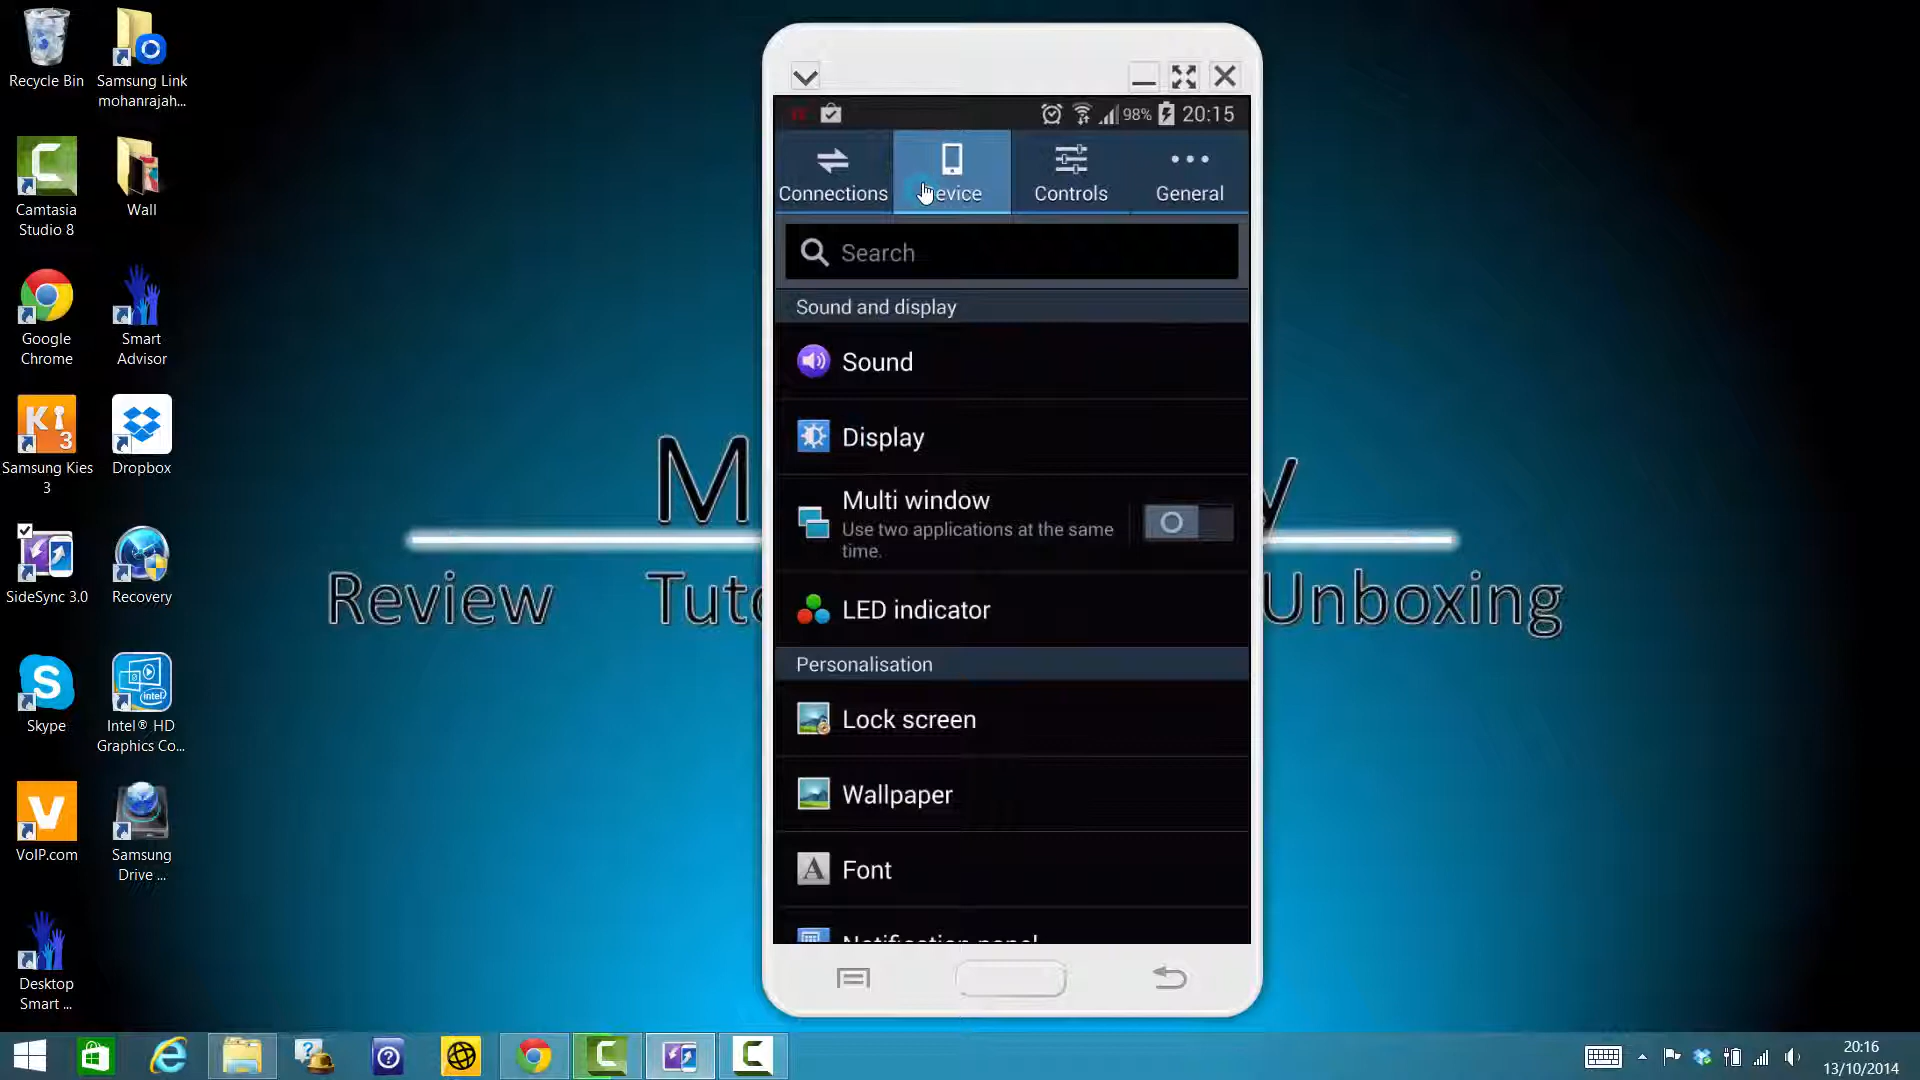 Recycle Bin
Samsung Link
mohanrajah...
Camtasia
Studio 8
Wall
Google
Chrome
Smart
Advisor
Samsung Kies
3
Dropbox
SideSync 3.0
Recovery
Skype
Intel® HD
Graphics Co...
VoIP.com
Samsung
Drive ...
Desktop
Smart ...
98% 20:15
Connections
Controls
General
Search
Sound and display
Sound
Display
Multi window
Use two applications at the same
time.
LED indicator
Personalisation
Lock screen
Wallpaper
Font
Notification panel
M y
Review Tuto Unboxing
20:16
13/10/2014